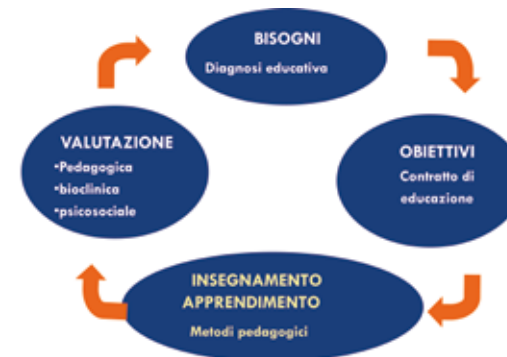 BISOGNI
Diagnosi educativa
OBIETTIVI
Contratto di
educazione
INSEGNAMENTO
APPRENDIMENTO
Metodi pedagogici
VALUTAZIONE
•Pedagogica
•bioclinica
•psicosociale